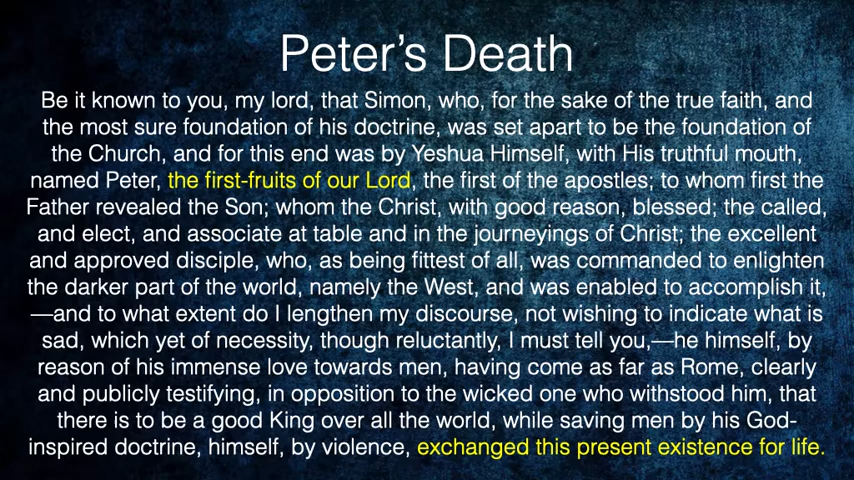 Peter's Death
Be it known to you, my lord, that Simon, who, for the sake of the true faith, and
the most sure foundation of his doctrine, was set apart to be the foundation of
the Church, and for this end was by Yeshua Himself, with His truthful mouth,
named Peter, the first-fruits of our Lord, the first of the apostles; to whom first the
Father revealed the Son; whom the Christ, with good reason, blessed; the called,
and elect, and associate at table and in the journeyings of Christ; the excellent
and approved disciple, who, as being fittest of all, was commanded to enlighten
the darker part of the world, namely the West, and was enabled to accomplish it,
—and to what extent do I lengthen my discourse, not wishing to indicate what is
sad, which yet of necessity, though reluctantly, I must tell you,—he himself, by
reason of his immense love towards men, having come as far as Rome, clearly
and publicly testifying, in opposition to the wicked one who withstood him, that
there is to be a good King over all the world, while saving men by his God-
inspired doctrine, himself, by violence, exchanged this present existence for life.